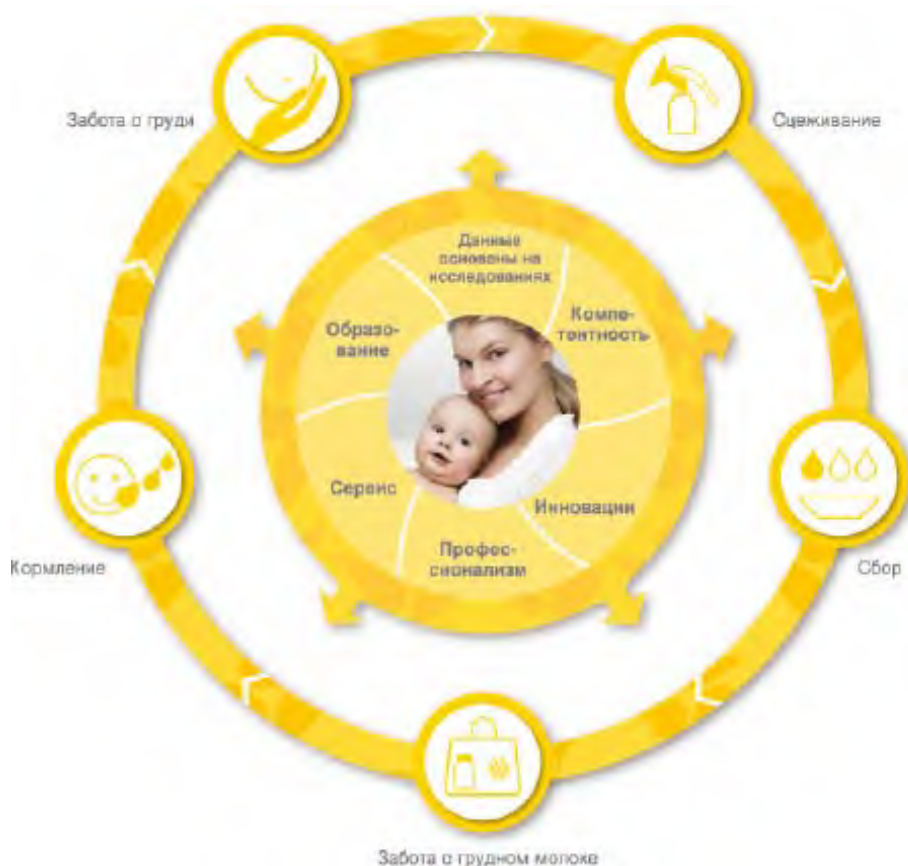 Забота о груди
Сцеживание
Данные
основаны на
исследованиях
Компе-
тентность
Образо-
вание
Сервис
Инновации
Профес-
сионализм
Кормление
Сбор
Забота о грудном молоке